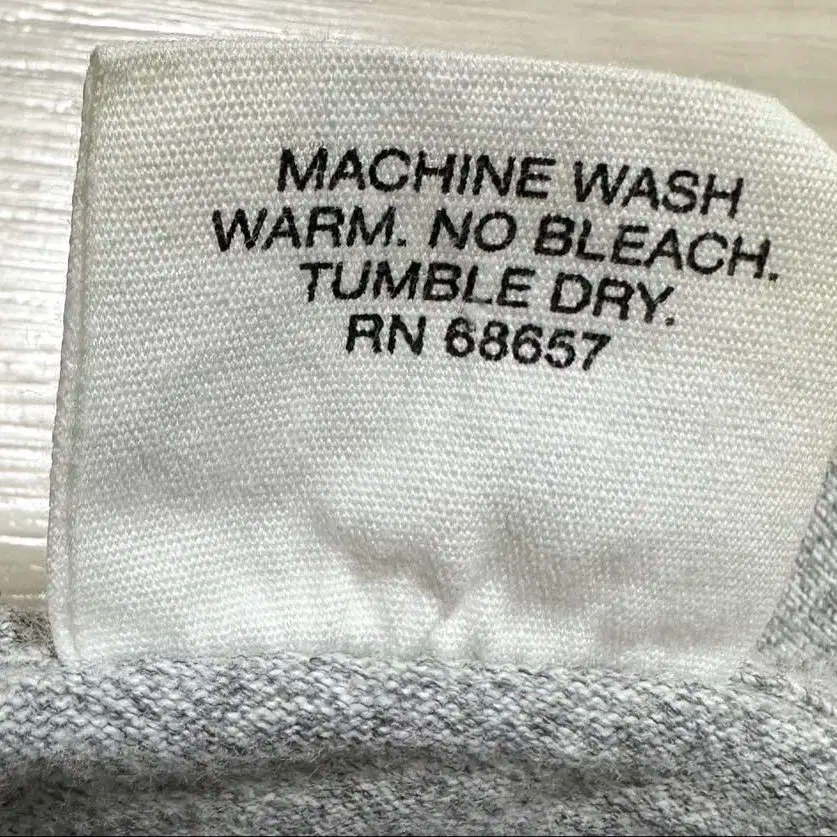 MACHINE WASH
WARM. NO BLEACH.
TUMBLE DRY.
RN 68657